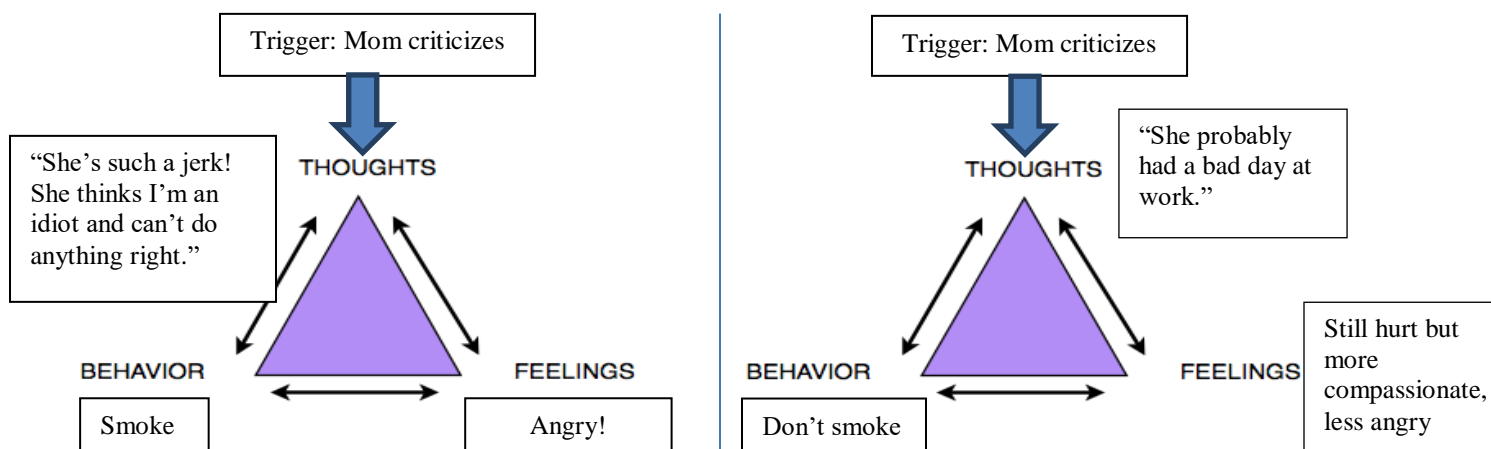 Trigger: Mom criticizes
“She’s such a jerk!
She thinks I’m an
idiot and can’t do
anything right.”
THOUGHTS
BEHAVIOR
FEELINGS
Smoke
Angry!
Trigger: Mom criticizes
“She probably
had a bad day at
work.”
THOUGHTS
BEHAVIOR
FEELINGS
Still hurt but
more
compassionate,
less angry
Don’t smoke